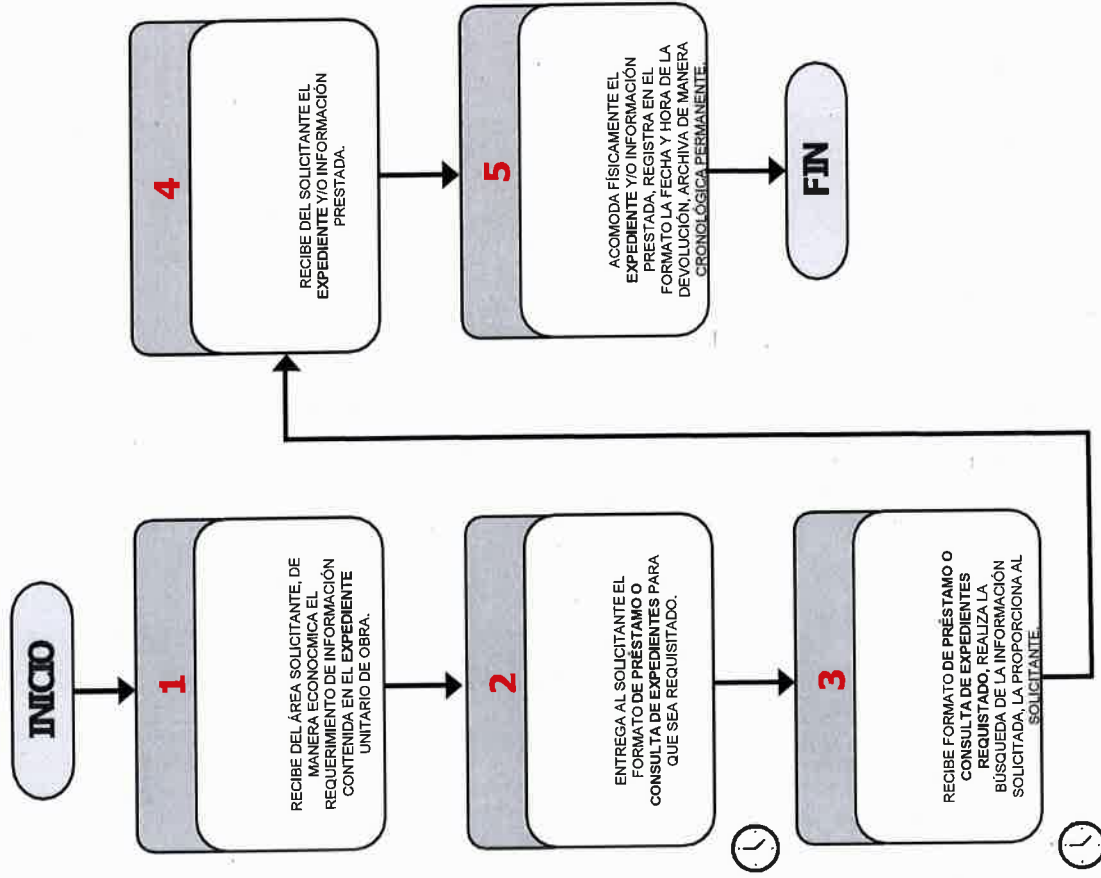 INICIO
1
RECIBE DEL ÁREA SOLICITANTE, DE
MANERA ECONOCMICA EL
REQUERIMIENTO DE INFORMACIÓN
CONTENIDA EN EL EXPEDIENTE
UNITARIO DE OBRA.
2
ENTREGA AL SOLICITANTE EL
FORMATO DE PRÉSTAMO O
CONSULTA DE EXPEDIENTES PARA
QUE SEA REQUISITADO.
3
RECIBE FORMATO DE PRÉSTAMO O
CONSULTA DE EXPEDIENTES
REQUISTADO, REALIZA LA
BÚSQUEDA DE LA INFORMACIÓN
SOLICITADA, LA PROPORCIONA AL
SOLICITANTE.
4
RECIBE DEL SOLICITANTE EL
EXPEDIENTE Y/O INFORMACIÓN
PRESTADA.
5
ACOMODA FÍSICAMENTE EL
EXPEDIENTE Y/O INFORMACIÓN
PRESTADA, REGISTRA EN EL
FORMATO LA FECHA Y HORA DE LA
DEVOLUCIÓN, ARCHIVA DE MANERA
CRONOLÓGICA PERMANENTE.
FIN